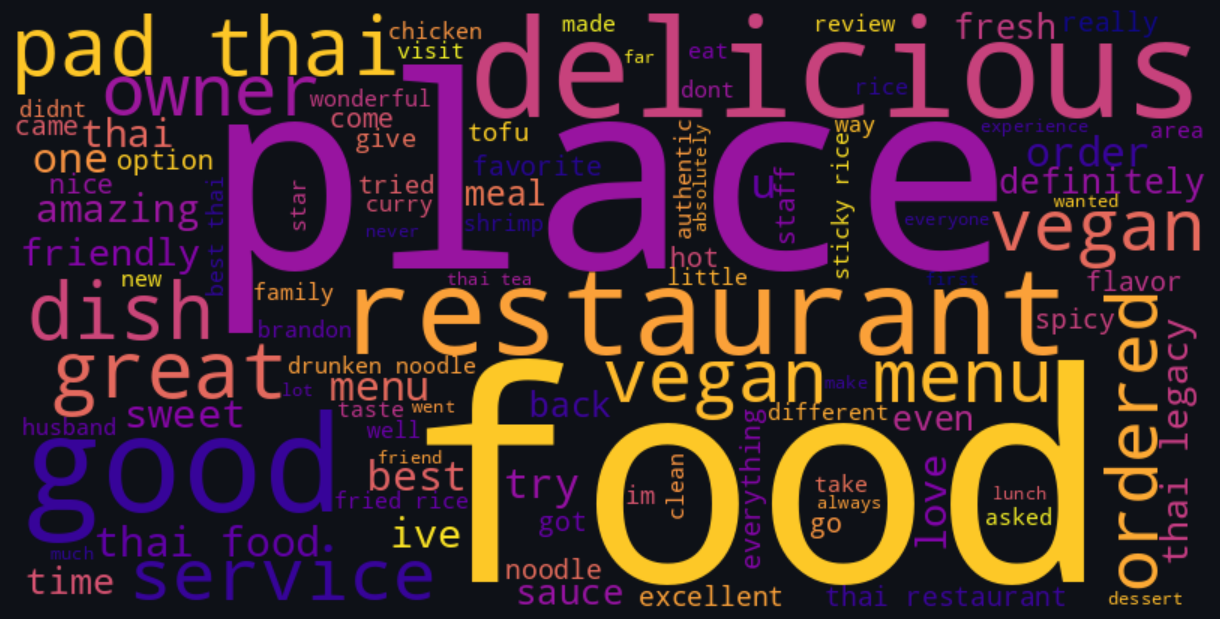 pad thai
chicken
visit
delicious
made
far
eat
dont
review
rice
fresh
really
owner
wonderful
didnt
came
thai
come
give
tofu
place
authentic
absolutely
way
experience
area
one
option
order
nice
star
tried
curry
favorite
meal
u
staff
sticky rice
definitely
wanted
amazing
best thai
never
shrimp
everyone
vegan
friendly
hot
new
thai tea
little
first
flavor
family
dish
restaurant
brandon
spicy
great
drunken noodle
lot
menu
vegan menu
make
ordered
thai legacy
sweet
husband
taste
went
well
back
different
even
good
friend
best
food
fried rice
try
im
clean
everything
take
always
go
love
lunch
asked
ive
got
thai food
much
service
time
noodle
sauce
excellent
thai restaurant
dessert